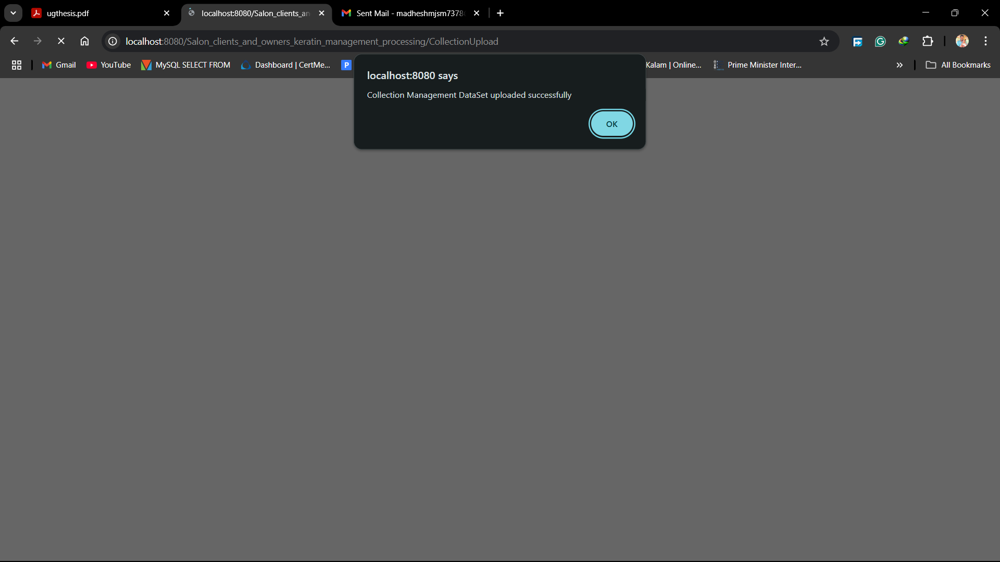 ugthesis.pdf
localhost:8080/Salon_clients_an
Sent Mail - madheshmjsm7378
localhost:8080/Salon_clients_and_owners_keratin_management_processing/CollectionUpload
Gmail
YouTube
MySQL SELECT FROM
Dashboard | CertMe...
P
Kalam | Online...
Prime Minister Inter...
All Bookmarks
localhost:8080 says
Collection Management DataSet uploaded successfully
OK